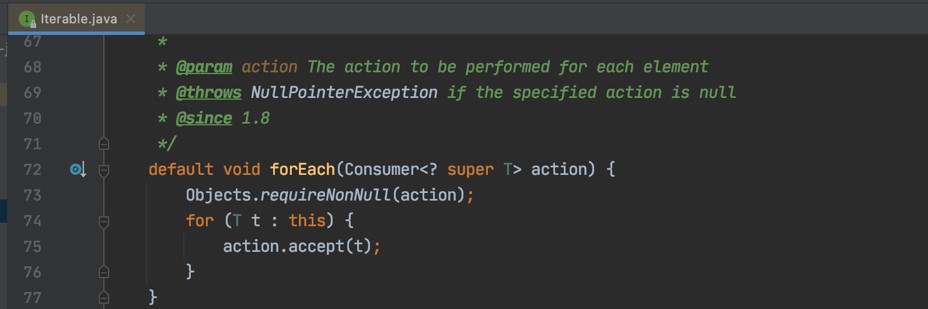 Iterable.java
67 *
68 * @param action The action to be performed for each element
69 * @throws NullPointerException if the specified action is null
70 * @since 1.8
71 */
72 default void forEach(Consumer<? super T> action) {
73 Objects.requireNonNull(action);
74 for (T t : this) {
75 action.accept(t);
76 }
77 }